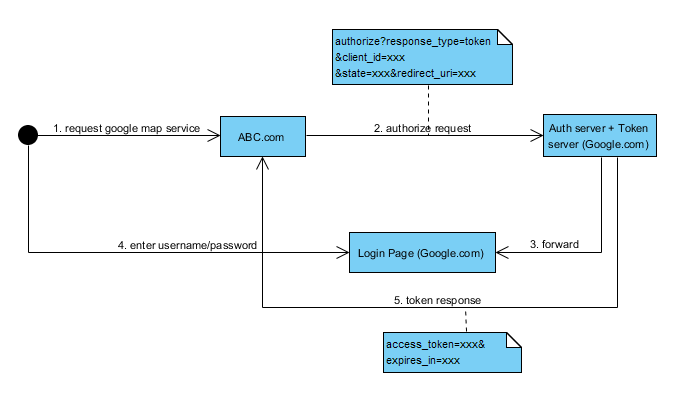 authorize?response_type=token
&client_id=xxx
&state=xxx&redirect_uri=xxx
1. request google map service
ABC.com
2. authorize request
Auth server + Token
server (Google.com)
4. enter username/password
Login Page (Google.com)
3. forward
5. token response
access_token=xxx&
expires_in=xxx